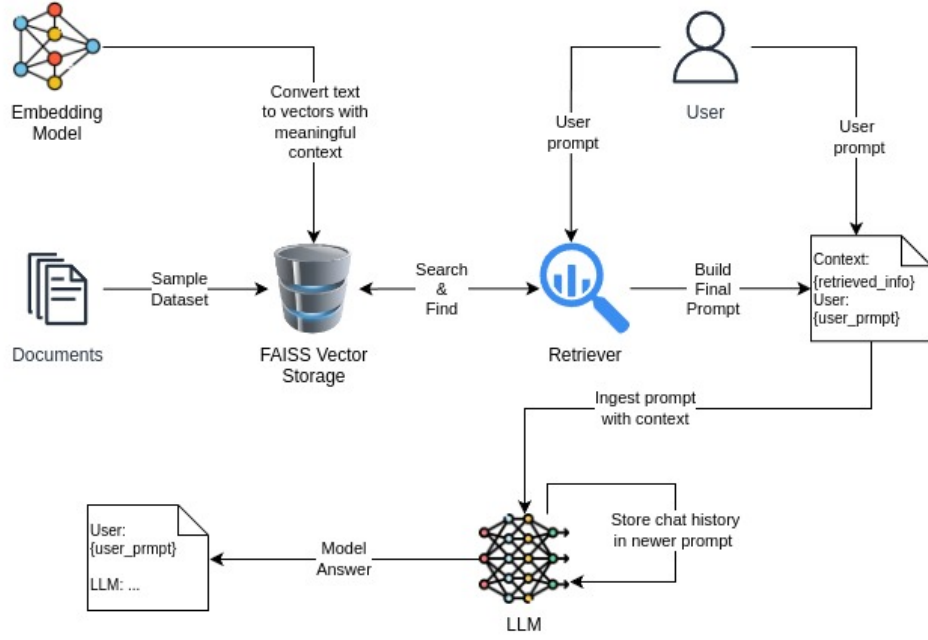 Embedding
Model
Convert text
to vectors with
meaningful
context
User
User
prompt
User
prompt
Documents
Sample
Dataset
FAISS Vector
Storage
Search
&
Find
Retriever
Build
Final
Prompt
Context:
{retrieved_info}
User:
{user_prmpt}
Ingest prompt
with context
Store chat history
in newer prompt
LLM
Model
Answer
User:
{user_prmpt}
LLM: ...